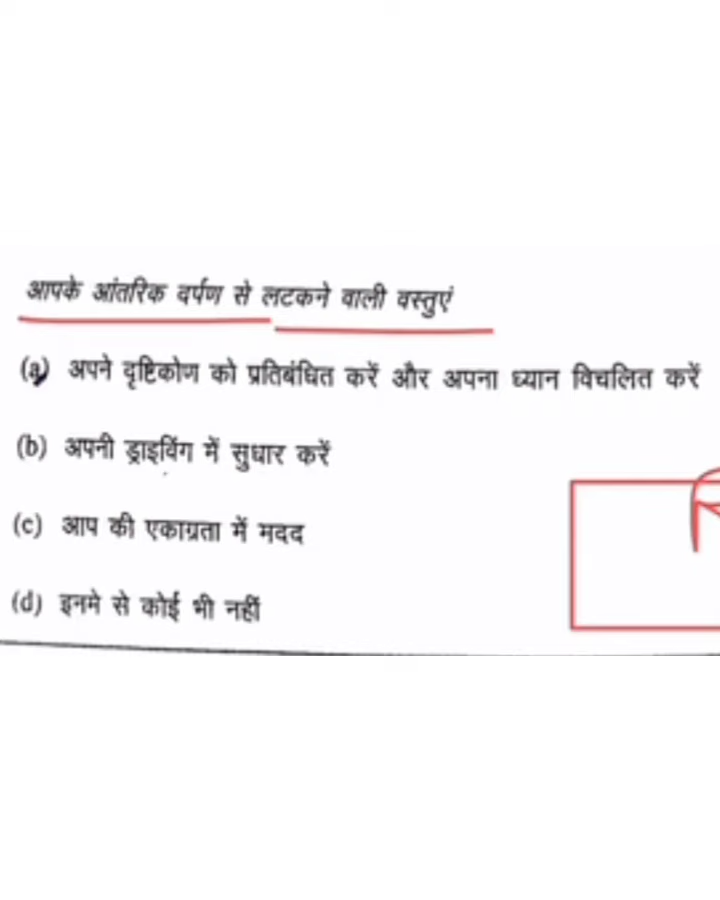 आपके आंतरिक दर्पण से लटकने वाली वस्तुएं
(a) अपने दृष्टिकोण को प्रतिबंधित करें और अपना ध्यान विचलित करें
(b) अपनी ड्राइविंग में सुधार करें
(c) आप की एकाग्रता में मदद
(d) इनमे से कोई भी नहीं